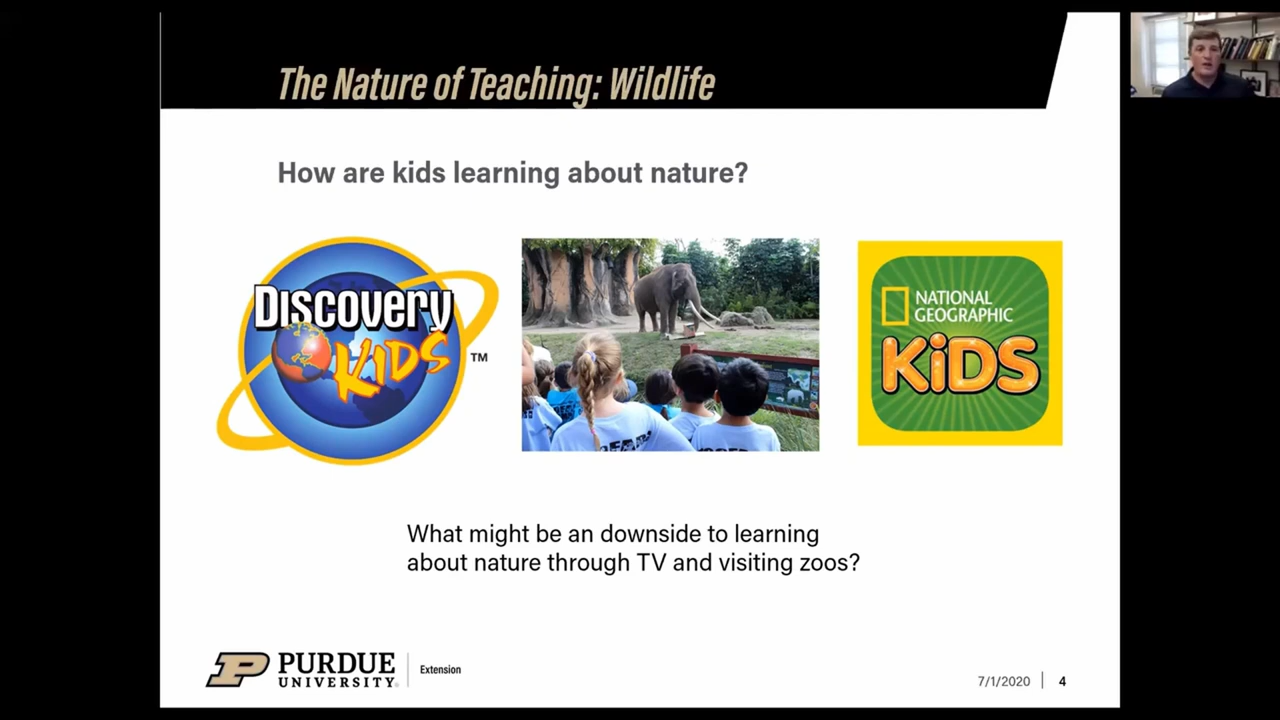 The Nature of Teaching: Wildlife
How are kids learning about nature?
Discovery
KIDS
TM
NATIONAL
GEOGRAPHIC
KiDS
What might be an downside to learning
about nature through TV and visiting zoos?
P PURDUE
UNIVERSITY
Extension
7/1/2020 4